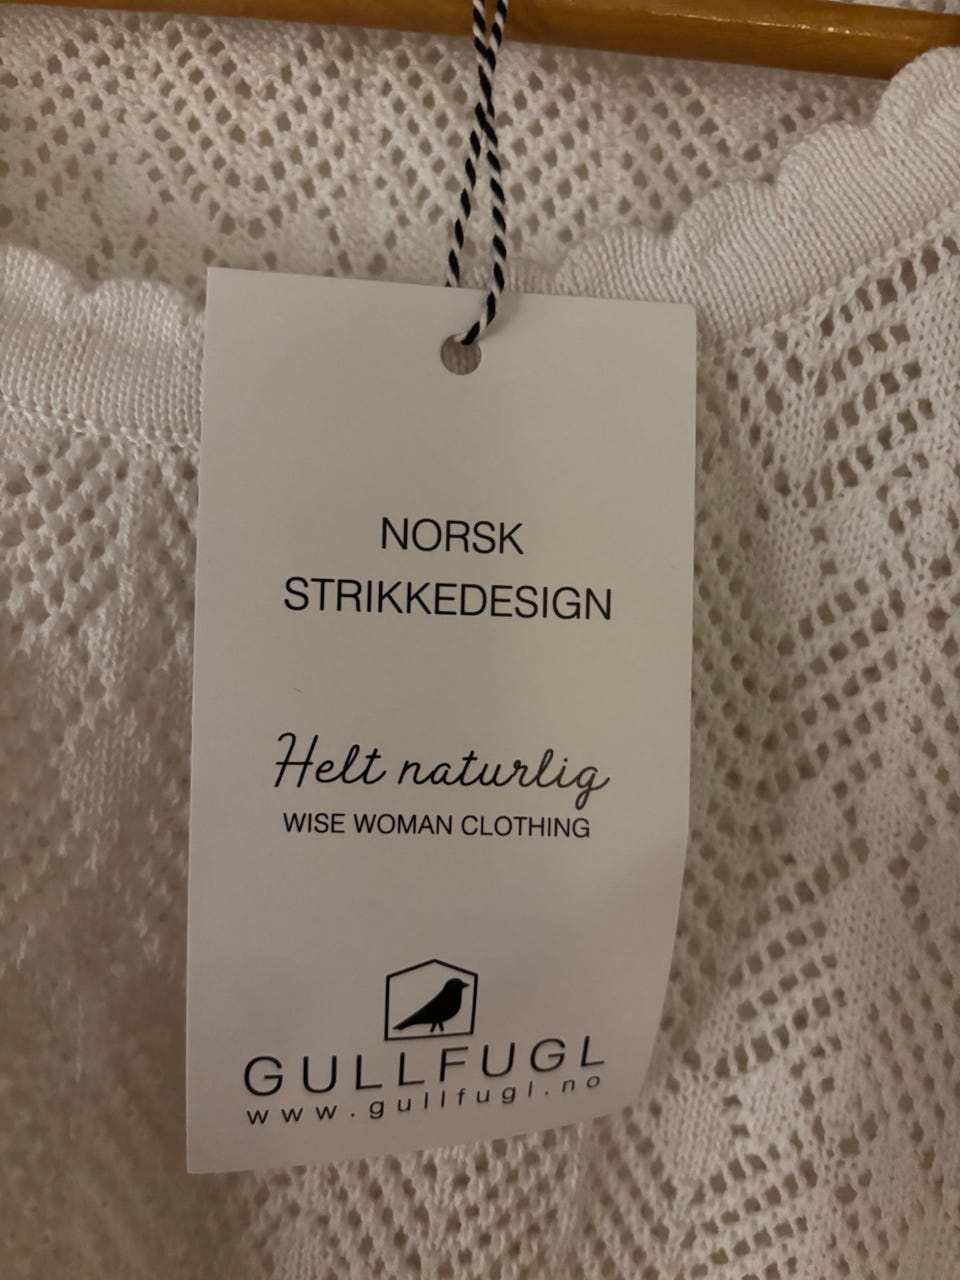 NORSK
STRIKKEDESIGN
Helt naturlig
WISE WOMAN CLOTHING
GULLFUGL
www.gullfugl.no